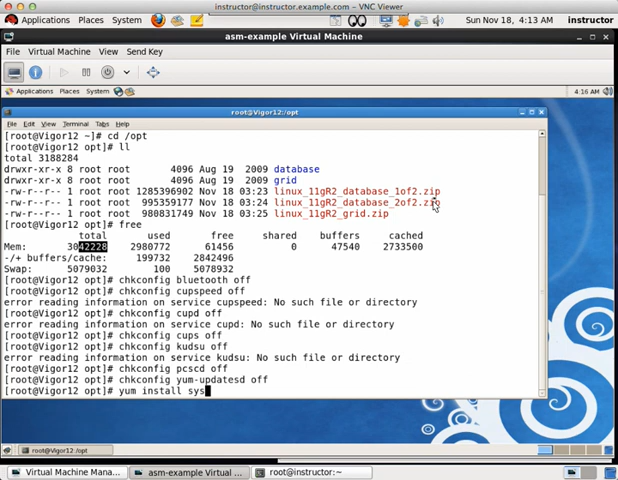 instructor@instructor.example.com - VNC Viewer
Applications Places System Sun Nov 18, 4:13 AM instructor
asm-example Virtual Machine
File Virtual Machine View Send Key
Applications Places System 4:16 AM
root@Vigor12:/opt
File Edit View Terminal Tabs Help
[root@Vigor12 ~]# cd /opt
[root@Vigor12 opt]# ll
total 3188284
drwxr-xr-x 8 root root 4096 Aug 19 2009 database
drwxr-xr-x 8 root root 4096 Aug 19 2009 grid
-rw-r--r-- 1 root root 1285396902 Nov 18 03:23 linux_11gR2_database_1of2.zip
-rw-r--r-- 1 root root 995359177 Nov 18 03:24 linux_11gR2_database_2of2.zip
-rw-r--r-- 1 root root 980831749 Nov 18 03:25 linux_11gR2_grid.zip
[root@Vigor12 opt]# free
total used free shared buffers cached
Mem: 3042228 2980772 61456 0 47540 2733500
-/+ buffers/cache: 199732 2842496
Swap: 5079032 100 5078932
[root@Vigor12 opt]# chkconfig bluetooth off
[root@Vigor12 opt]# chkconfig cupspeed off
error reading information on service cupspeed: No such file or directory
[root@Vigor12 opt]# chkconfig cupd off
error reading information on service cupd: No such file or directory
[root@Vigor12 opt]# chkconfig cups off
[root@Vigor12 opt]# chkconfig kudsu off
error reading information on service kudsu: No such file or directory
[root@Vigor12 opt]# chkconfig pcscd off
[root@Vigor12 opt]# chkconfig yum-updatesd off
[root@Vigor12 opt]# yum install sys
root@Vigor12:/opt
Virtual Machine Mana... asm-example Virtual ... root@instructor:~